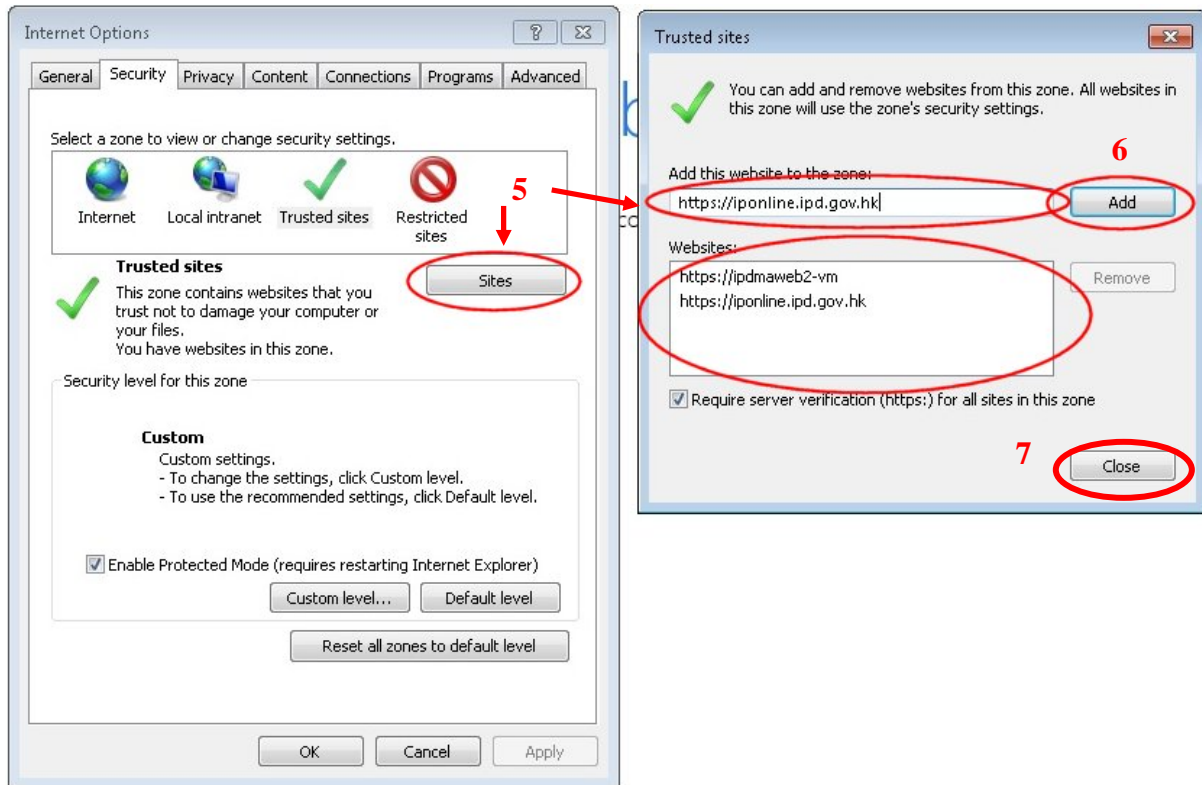 Internet Options
General Security Privacy Content Connections Programs Advanced
Select a zone to view or change security settings.
Internet
Local intranet
Trusted sites
Restricted
sites
5
Sites
Trusted sites
This zone contains websites that you
trust not to damage your computer or
your files.
You have websites in this zone.
Security level for this zone
Custom
Custom settings.
- To change the settings, click Custom level.
- To use the recommended settings, click Default level.
Enable Protected Mode (requires restarting Internet Explorer)
Custom level... Default level
Reset all zones to default level
OK Cancel Apply
Trusted sites
You can add and remove websites from this zone. All websites in
this zone will use the zone's security settings.
6
Add this website to the zone:
https://iponline.ipd.gov.hk
Add
Websites:
https://ipdmaweb2-vm
https://iponline.ipd.gov.hk
Remove
Require server verification (https:) for all sites in this zone
7
Close